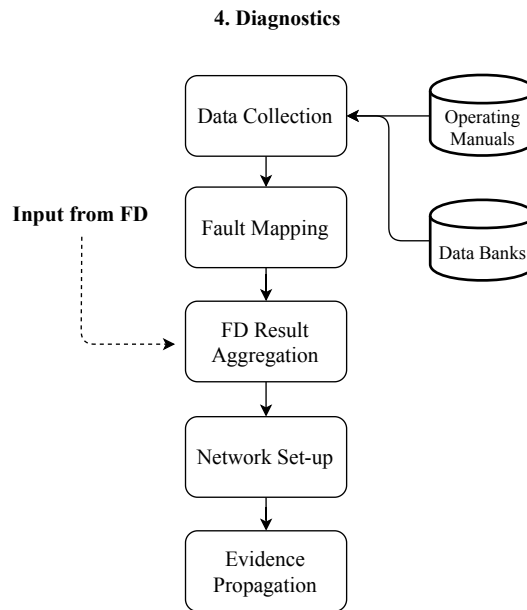 4. Diagnostics
Data Collection
Operating
Manuals
Input from FD
Fault Mapping
Data Banks
FD Result
Aggregation
Network Set-up
Evidence
Propagation